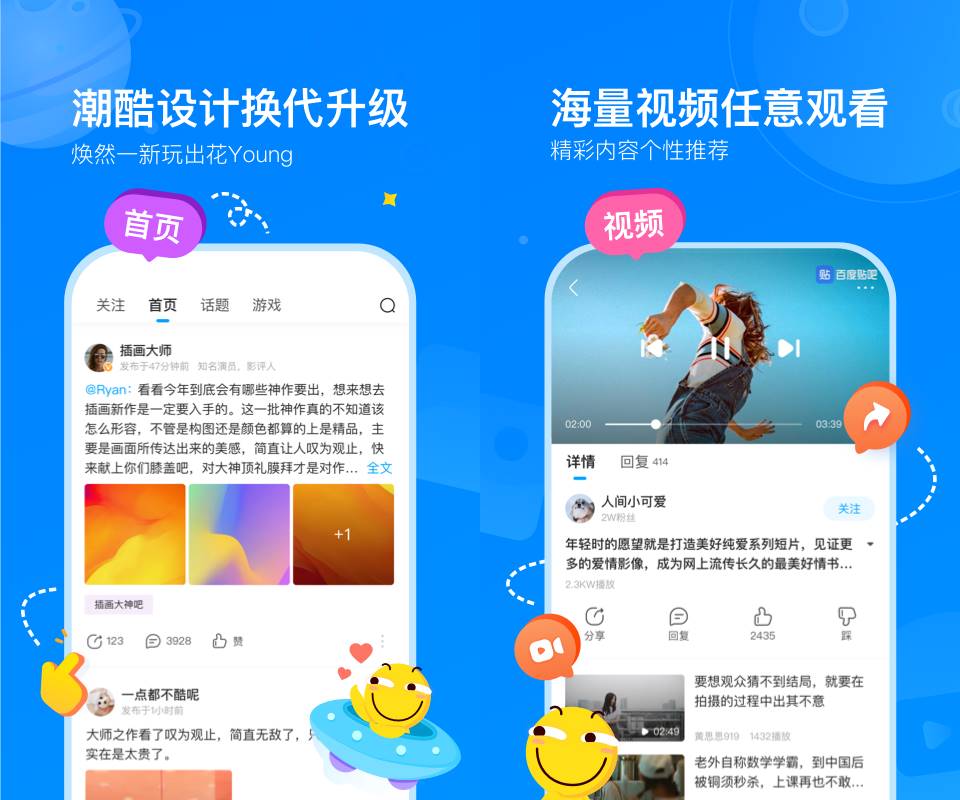 潮酷设计换代升级
焕然一新玩出花Young
首页
关注 首页 话题 游戏
插画大师
发布于47分钟前 知名演员，影评人
@Ryan：看看今年到底会有哪些神作要出，想来想去
插画新作是一定要入手的。这一批神作真的不知道该
怎么形容，不管是构图还是颜色都算的上是精品，主
要是画面所传达出来的美感，简直让人叹为观止，快
来献上你们膝盖吧，对大神顶礼膜拜才是对作... 全文
+1
插画大神吧
123 3928 赞
一点都不酷呢
发布于1小时前
大师之作看了叹为观止，简直无敌了，
实在是太贵了。
海量视频任意观看
精彩内容个性推荐
视频
贴 百度贴吧
02:00 03:39
详情 回复 414
人间小可爱
2W粉丝
关注
年轻时的愿望就是打造美好纯爱系列短片，见证更
多的爱情影像，成为网上流传长久的最美好情书...
2.3KW播放
分享 回复 2435 踩
要想观众猜不到结局，就要在
拍摄的过程中出其不意
02:49
黄思思919 1432播放
老外自称数学学霸，到中国后
被铜须秒杀，上课再也不敢...